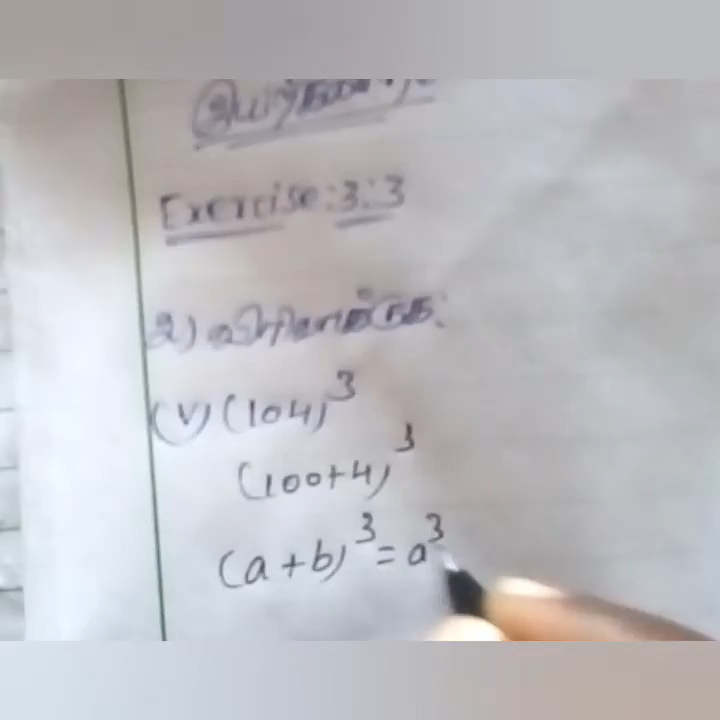 Exercise: 3:3
2) விரிவாக்குக:
(v) (104)³
(100+4)³
(a+b)³ = a³